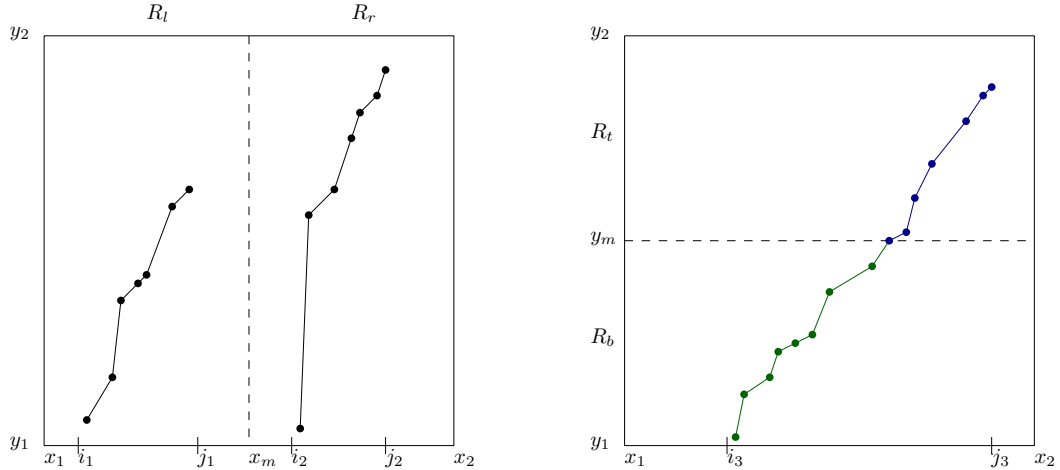 R_l R_r
y_2
y_1
x_1 i_1 j_1 x_m i_2 j_2 x_2
y_2
R_t
y_m
R_b
y_1
x_1 i_3 j_3 x_2